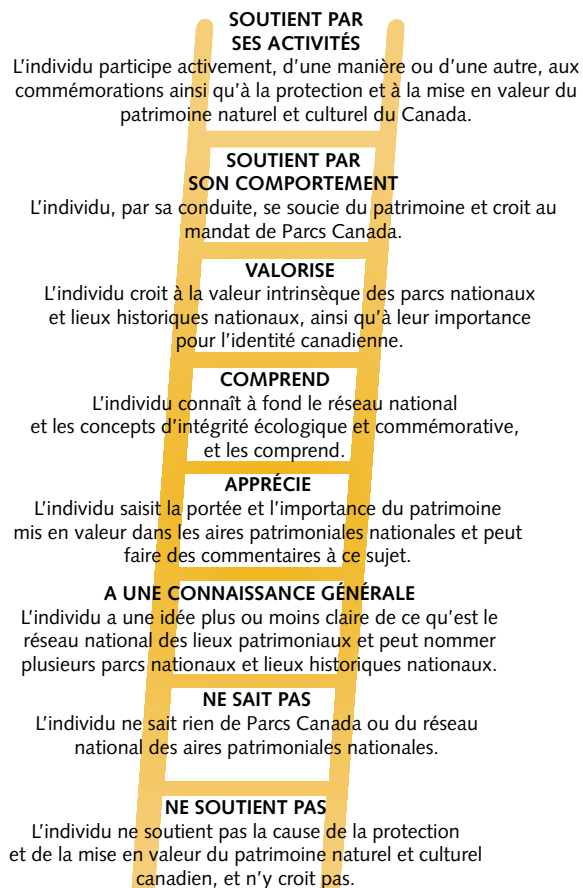 SOUTIENT PAR
SES ACTIVITÉS
L'individu participe activement, d'une manière ou d'une autre, aux
commémorations ainsi qu'à la protection et à la mise en valeur du
patrimoine naturel et culturel du Canada.
SOUTIENT PAR
SON COMPORTEMENT
L'individu, par sa conduite, se soucie du patrimoine et croit au
mandat de Parcs Canada.
VALORISE
L'individu croit à la valeur intrinsèque des parcs nationaux
et lieux historiques nationaux, ainsi qu'à leur importance
pour l'identité canadienne.
COMPREND
L'individu connaît à fond le réseau national
et les concepts d'intégrité écologique et commémorative,
et les comprend.
APPRÉCIE
L'individu saisit la portée et l'importance du patrimoine
mis en valeur dans les aires patrimoniales nationales et peut
faire des commentaires à ce sujet.
A UNE CONNAISSANCE GÉNÉRALE
L'individu a une idée plus ou moins claire de ce qu'est le
réseau national des lieux patrimoniaux et peut nommer
plusieurs parcs nationaux et lieux historiques nationaux.
NE SAIT PAS
L'individu ne sait rien de Parcs Canada ou du réseau
national des aires patrimoniales nationales.
NE SOUTIENT PAS
L'individu ne soutient pas la cause de la protection
et de la mise en valeur du patrimoine naturel et culturel
canadien, et n'y croit pas.